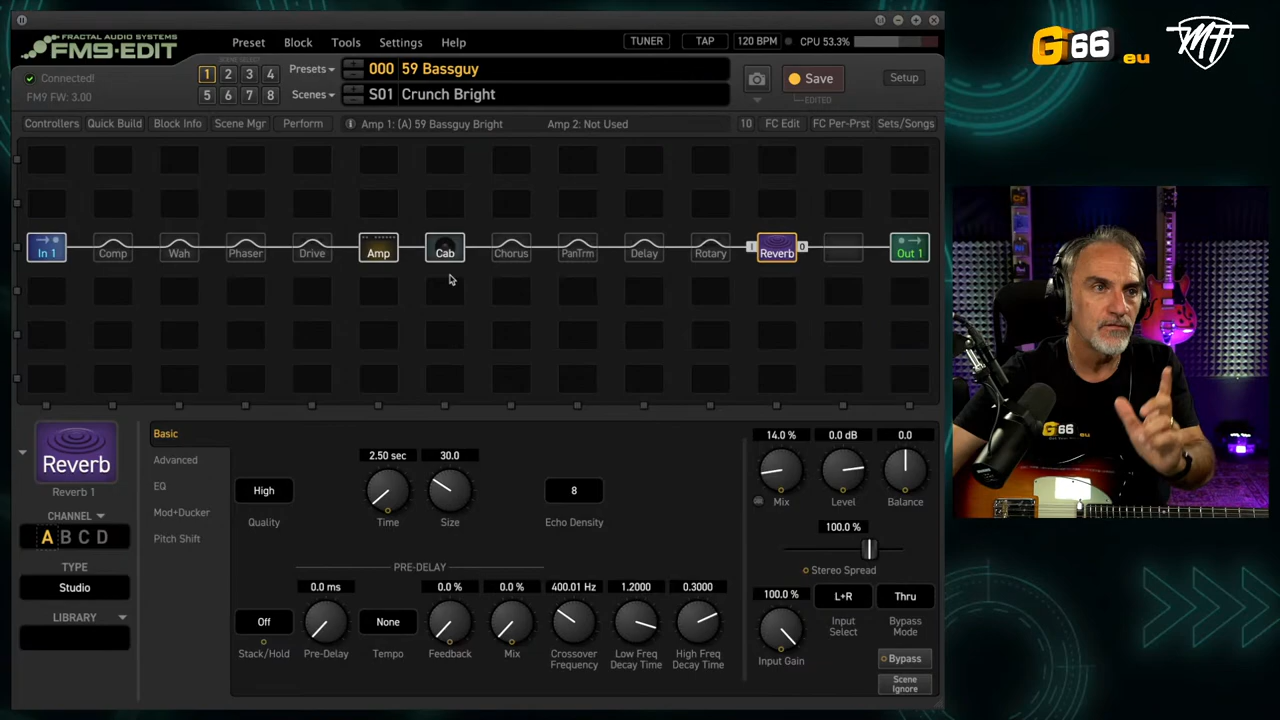 FRACTAL AUDIO SYSTEMS
FM9-EDIT
Preset Block Tools Settings Help
TUNER TAP 120 BPM CPU 53.3%
Connected!
FM9 FW: 3.00
1 2 3 4
5 6 7 8
Presets 000 59 Bassguy
Scenes S01 Crunch Bright
Save
EDITED
Setup
Controllers Quick Build Block Info Scene Mgr Perform
Amp 1: (A) 59 Bassguy Bright Amp 2: Not Used
10 FC Edit FC Per-Prst Sets/Songs
In 1 Comp Wah Phaser Drive Amp Cab Chorus PanTrm Delay Rotary Reverb Out 1
Reverb
Reverb 1
CHANNEL
A B C D
TYPE
Studio
LIBRARY
Basic
Advanced
EQ
Mod+Ducker
Pitch Shift
2.50 sec 30.0
High 8
Quality Time Size Echo Density
PRE-DELAY
0.0 ms 0.0 % 0.0 % 400.01 Hz 1.2000 0.3000
Off None
Stack/Hold Pre-Delay Tempo Feedback Mix Crossover Frequency Low Freq Decay Time High Freq Decay Time
14.0 % 0.0 dB 0.0
Mix Level Balance
100.0 %
Stereo Spread
100.0 % L+R Thru
Input Gain Input Select Bypass Mode
Bypass
Scene Ignore
G66 eu
MF
G66
eu